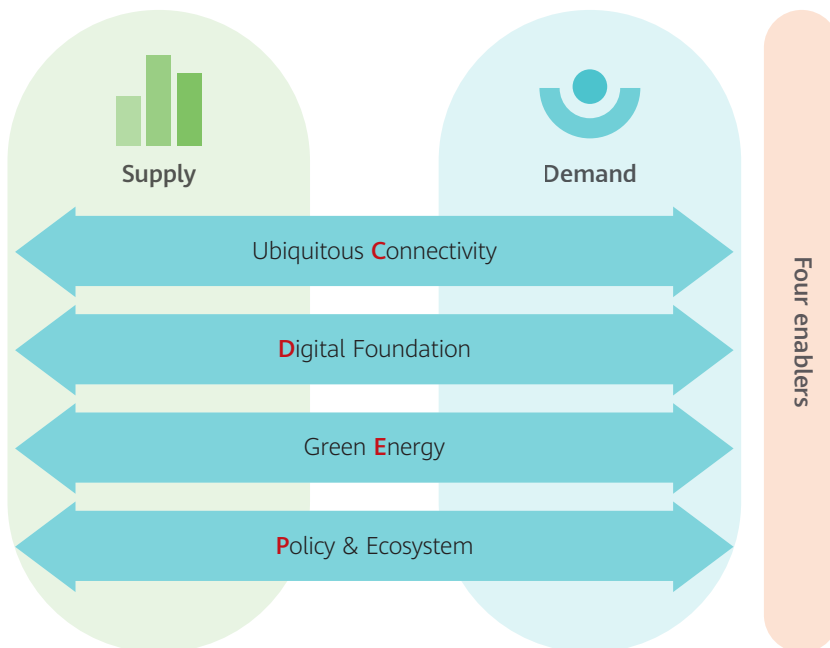 Supply
Demand
Ubiquitous Connectivity
Digital Foundation
Green Energy
Policy & Ecosystem
Four enablers